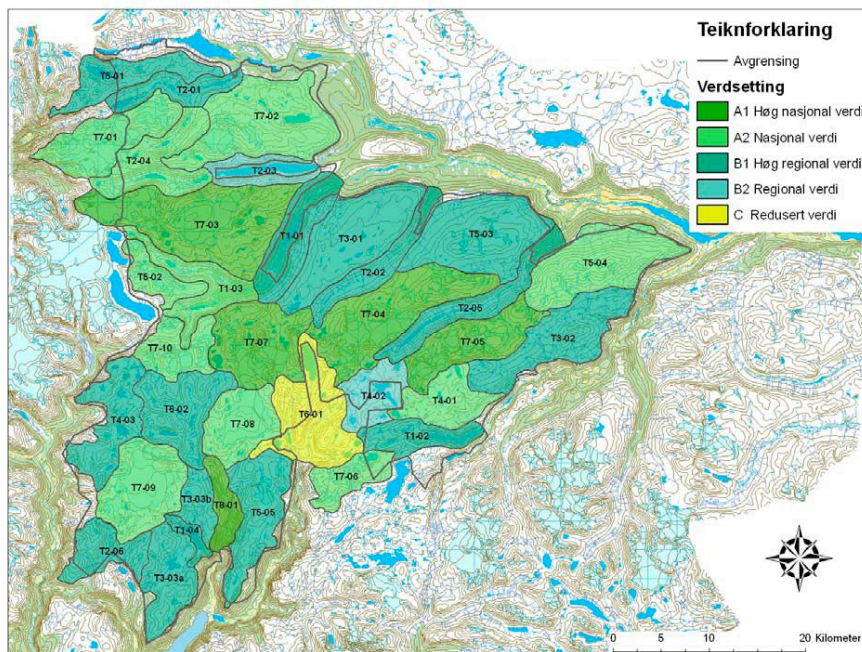 Teiknforklaring
Avgrensing
Verdsetting
A1 Høg nasjonal verdi
A2 Nasjonal verdi
B1 Høg regional verdi
B2 Regional verdi
C Redusert verdi
T5-01
T2-01
T7-02
T7-01
T2-04
T2-03
T7-03
T1-01
T3-01
T5-03
T2-02
T5-04
T5-02
T1-03
T7-04
T2-05
T7-07
T7-05
T3-02
T7-10
T4-02
T4-01
T6-02
T4-03
T7-08
T6-01
T1-02
T7-09
T7-06
T3-03b
T8-01
T5-05
T1-04
T2-06
T3-03a
0 5 10 20 Kilometer